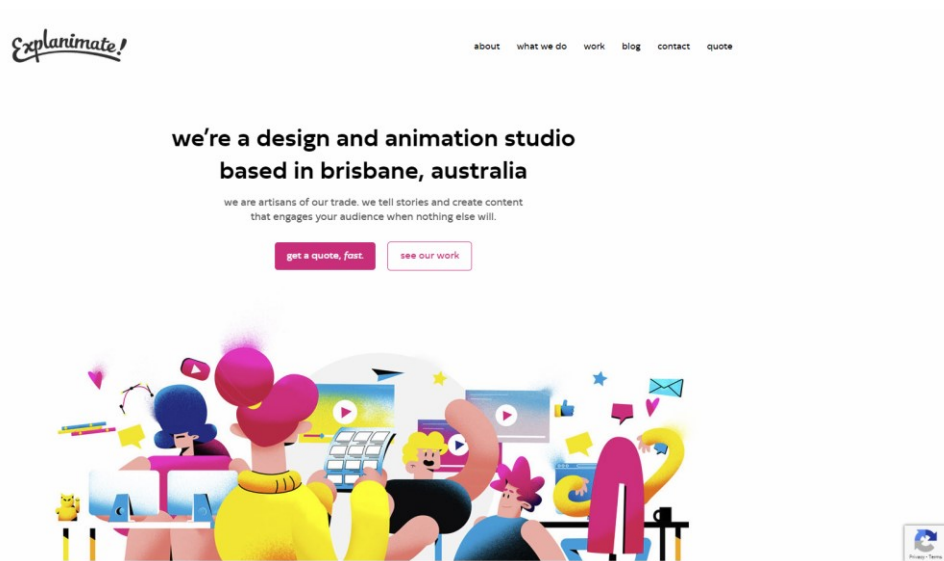 Explanimate!
about what we do work blog contact quote
we're a design and animation studio
based in brisbane, australia
we are artisans of our trade. we tell stories and create content
that engages your audience when nothing else will.
get a quote, fast. see our work
Privacy - Terms